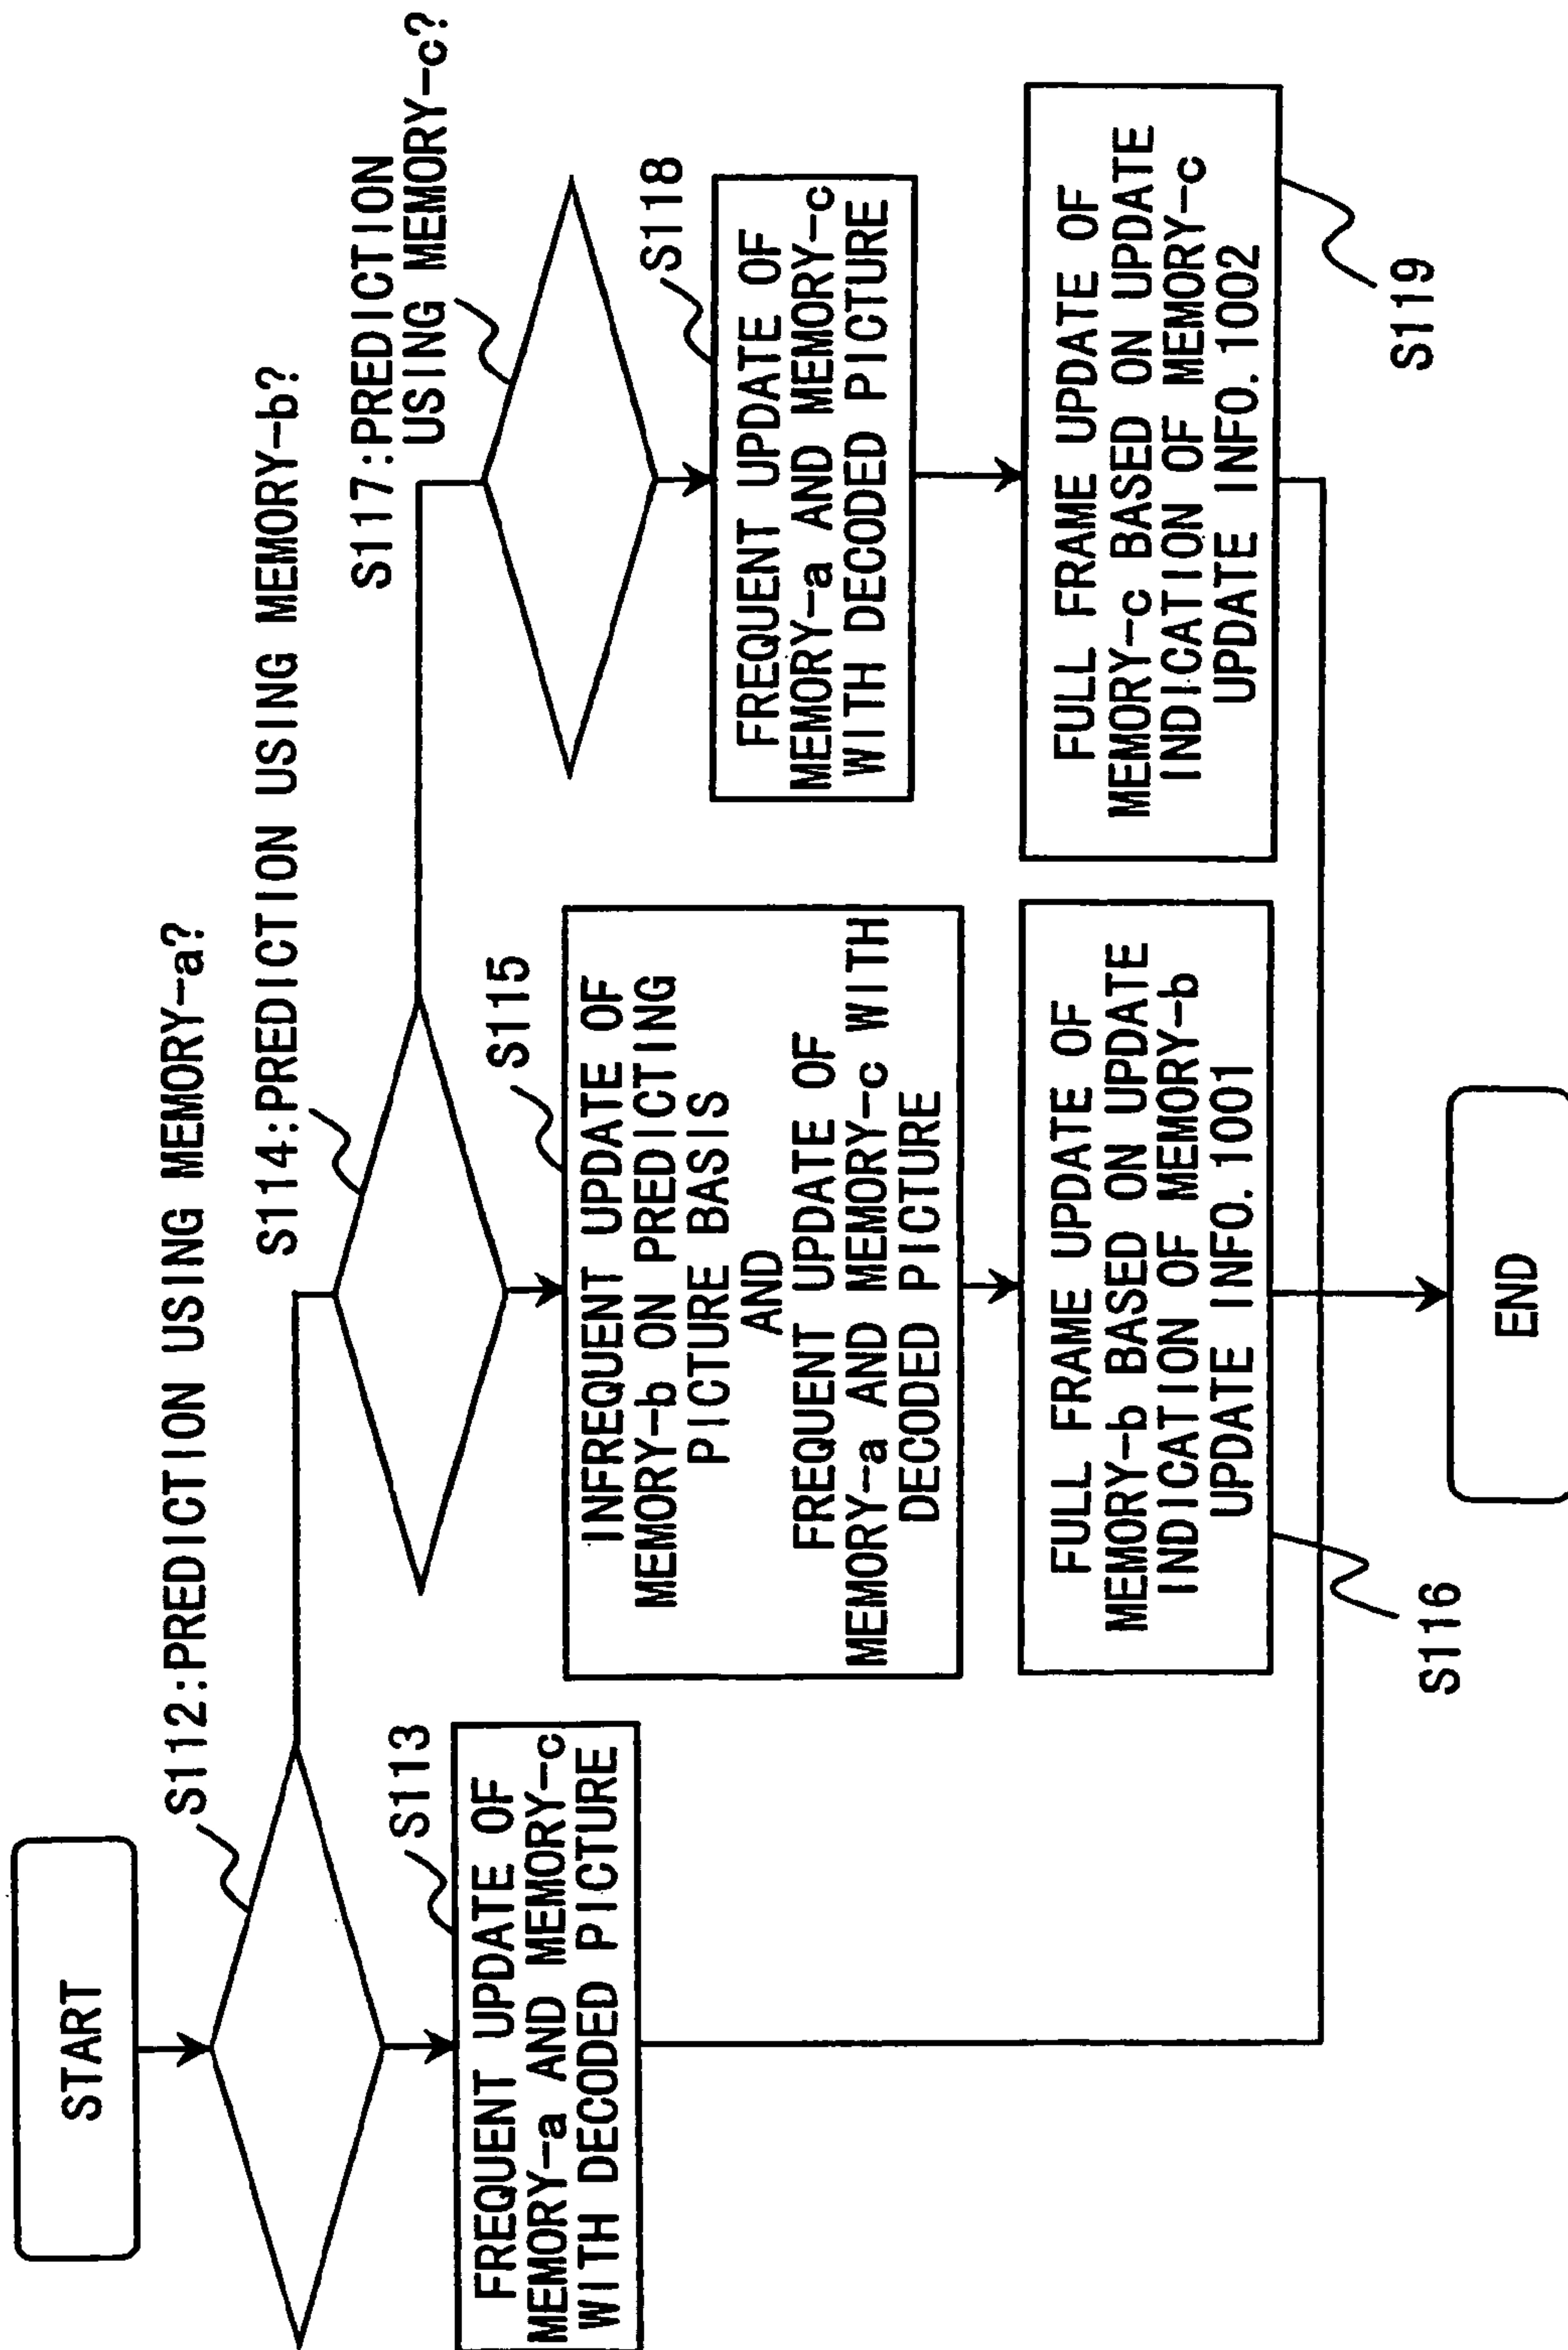 START
S112:PREDICTION USING MEMORY-a?
S113
FREQUENT UPDATE OF
MEMORY-a AND MEMORY-c
WITH DECODED PICTURE
S114:PREDICTION USING MEMORY-b?
S115
INFREQUENT UPDATE OF
MEMORY-b ON PREDICTING
PICTURE BASIS
AND
FREQUENT UPDATE OF
MEMORY-a AND MEMORY-c WITH
DECODED PICTURE
FULL FRAME UPDATE OF
MEMORY-b BASED ON UPDATE
INDICATION OF MEMORY-b
UPDATE INFO.1001
S116
S117:PREDICTION
USING MEMORY-c?
S118
FREQUENT UPDATE OF
MEMORY-a AND MEMORY-c
WITH DECODED PICTURE
FULL FRAME UPDATE OF
MEMORY-c BASED ON UPDATE
INDICATION OF MEMORY-c
UPDATE INFO.1002
S119
END